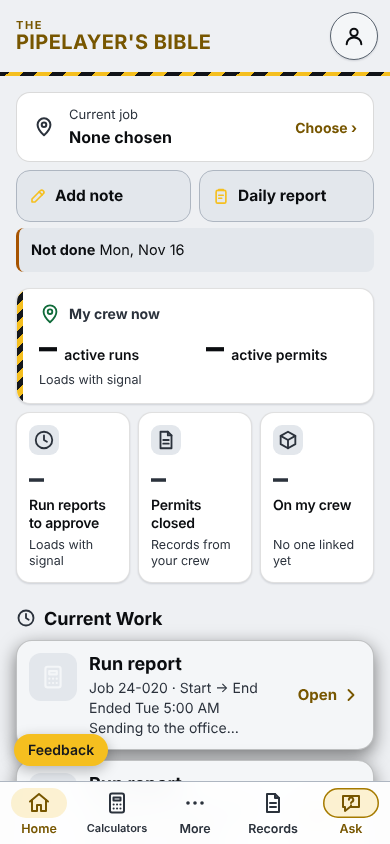 THE
PIPELAYER'S BIBLE
Current job
None chosen
Choose ›
Add note
Daily report
Not done Mon, Nov 16
My crew now
– active runs
– active permits
Loads with signal
–
Run reports
to approve
Loads with
signal
–
Permits
closed
Records from
your crew
–
On my crew
No one linked
yet
Current Work
Run report
Job 24-020 · Start → End
Ended Tue 5:00 AM
Sending to the office...
Open
Feedback
Run report
Home
Calculators
More
Records
Ask